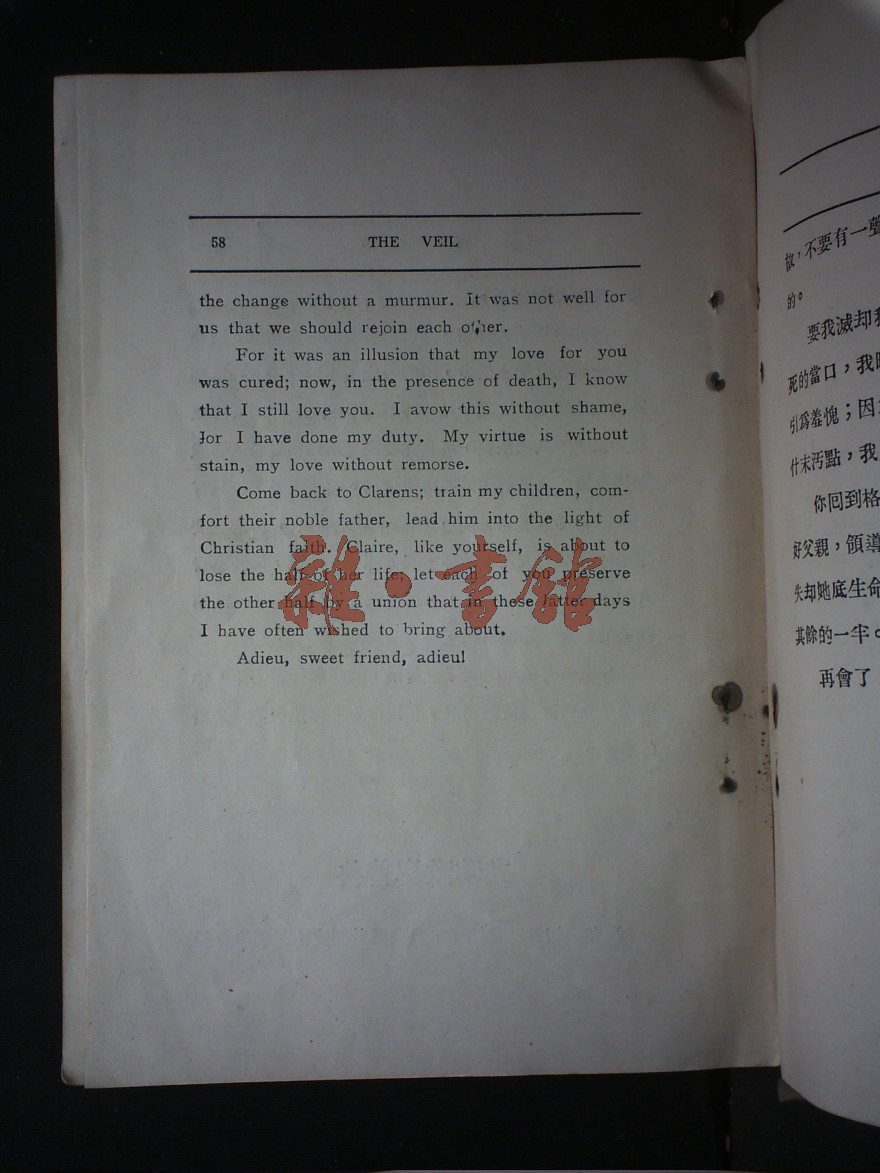 58 THE VEIL
the change without a murmur. It was not well for
us that we should rejoin each other.
For it was an illusion that my love for you
was cured; now, in the presence of death, I know
that I still love you. I avow this without shame,
for I have done my duty. My virtue is without
stain, my love without remorse.
Come back to Clarens; train my children, com-
fort their noble father, lead him into the light of
Christian faith. Claire, like yourself, is about to
lose the half of her life; let each of you preserve
the other half by a union that in these latter days
I have often wished to bring about.
Adieu, sweet friend, adieu!
雜·書館
故，不要有一聲
的。
要我滅却我
死的當口，我
引爲羞愧；因
什末污點，我
你囘到格
好父親，領導
失却她底生命
其餘的一半。
再會了